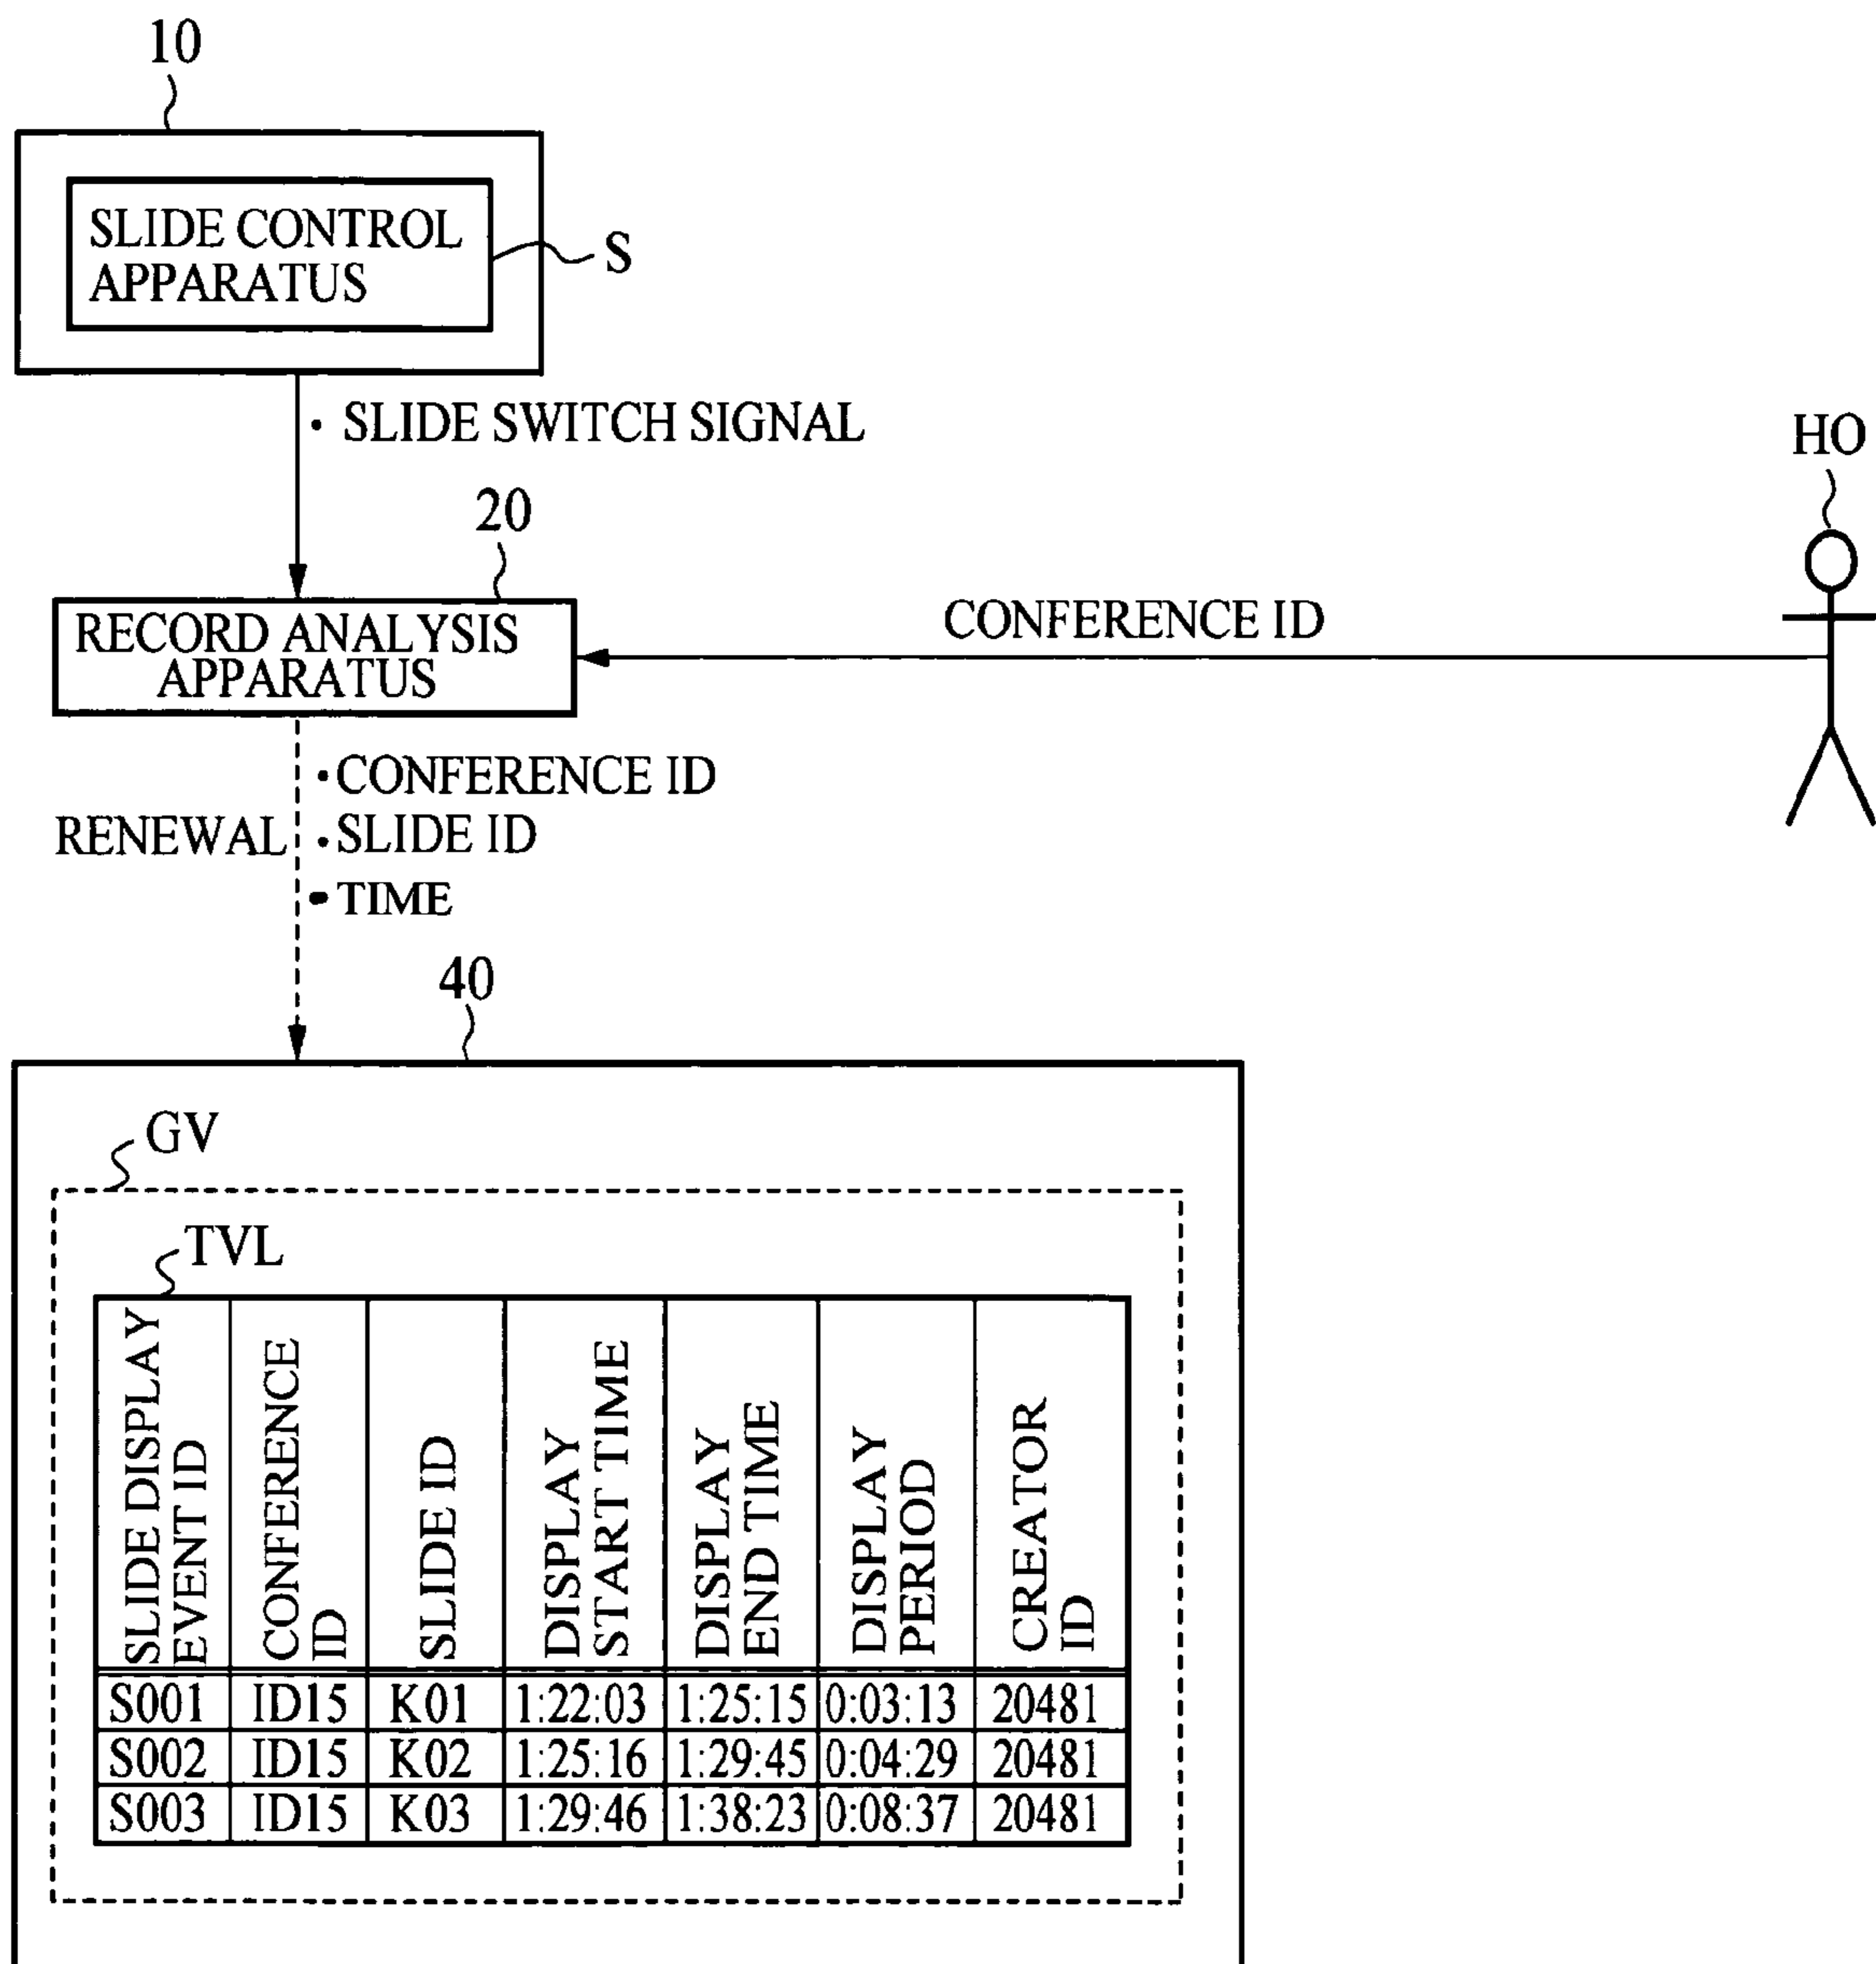 10
SLIDE CONTROL
APPARATUS
S
• SLIDE SWITCH SIGNAL
HO
20
RECORD ANALYSIS
APPARATUS
CONFERENCE ID
RENEWAL
• CONFERENCE ID
• SLIDE ID
• TIME
40
GV
TVL
SLIDE DISPLAY
EVENT ID
CONFERENCE
ID
SLIDE ID
DISPLAY
START TIME
DISPLAY
END TIME
DISPLAY
PERIOD
CREATOR
ID
S001 ID15 K01 1:22:03 1:25:15 0:03:13 20481
S002 ID15 K02 1:25:16 1:29:45 0:04:29 20481
S003 ID15 K03 1:29:46 1:38:23 0:08:37 20481